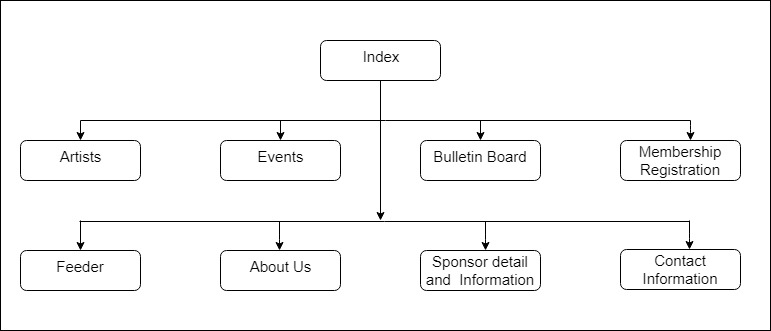 Index
Artists
Events
Bulletin Board
Membership
Registration
Feeder
About Us
Sponsor detail
and  Information
Contact
Information